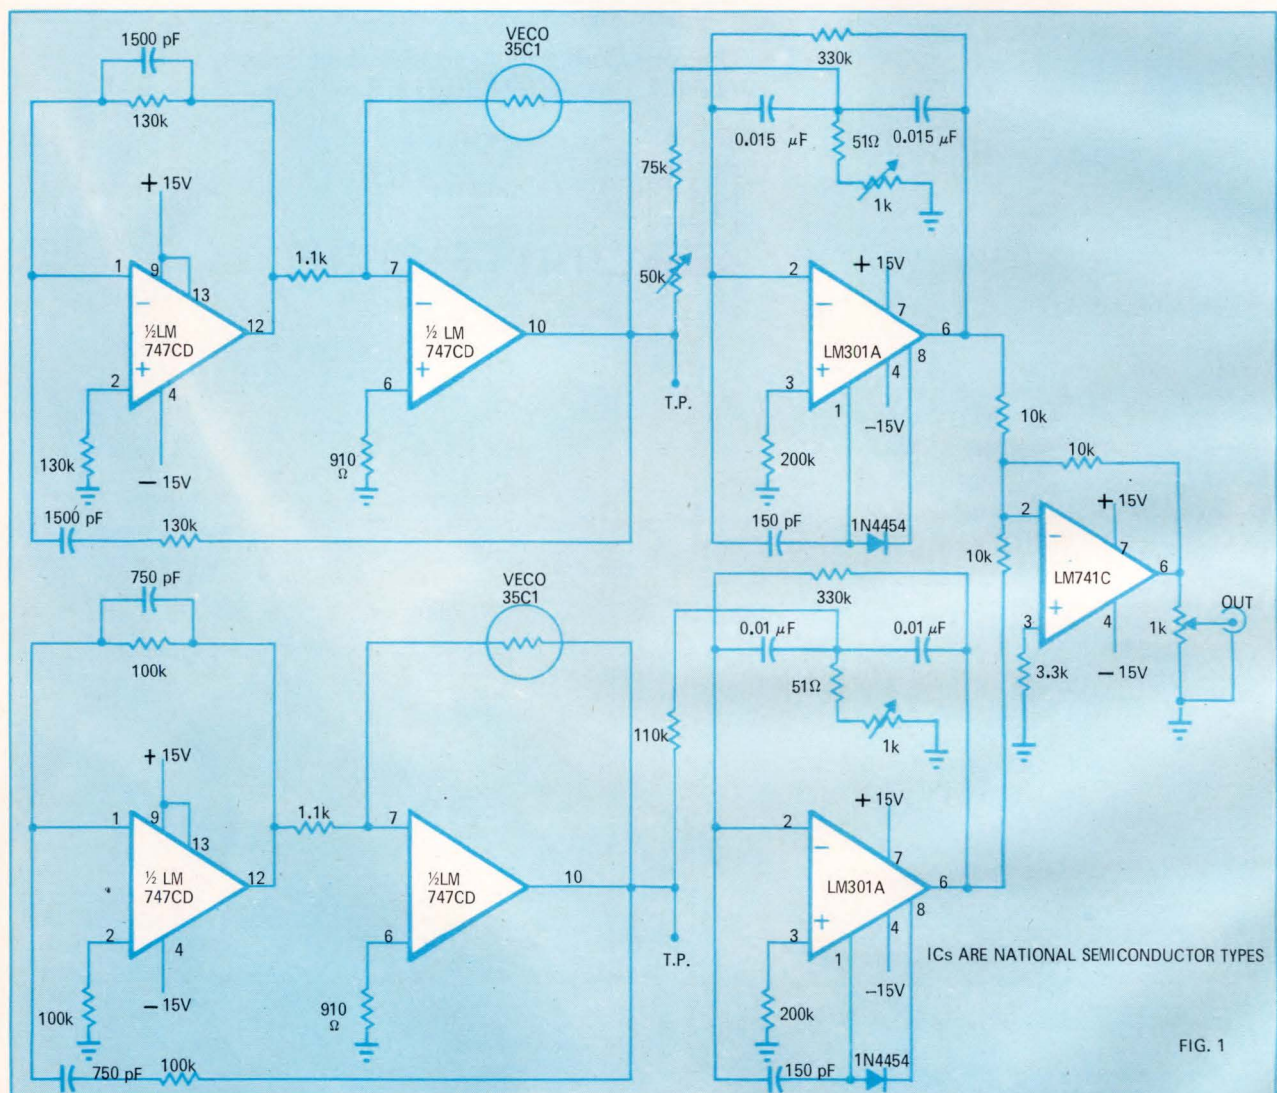 1500 pF
130k
VECO
35C1
330k
0.015 μF
0.015 μF
51Ω
1k
75k
50k
+ 15V
1
9
13
−
½LM
747CD
12
+
2
4
130k
− 15V
1500 pF
130k
1.1k
7
−
½ LM
747CD
10
+
6
910
Ω
T.P.
+ 15V
2
−
7
LM301A
6
8
+
3
4
1
−15V
200k
150 pF
1N4454
10k
10k
10k
+ 15V
2
−
7
LM741C
6
+
3
4
− 15V
3.3k
1k
OUT
750 pF
100k
VECO
35C1
330k
0.01 μF
0.01 μF
51Ω
1k
110k
+ 15V
1
9
13
−
½ LM
747CD
12
+
2
4
100k
−15V
750 pF
100k
1.1k
7
−
½LM
747CD
10
+
6
910
Ω
T.P.
+ 15V
2
−
7
LM301A
6
8
+
3
4
1
−15V
200k
150 pF
1N4454
ICs ARE NATIONAL SEMICONDUCTOR TYPES
FIG. 1